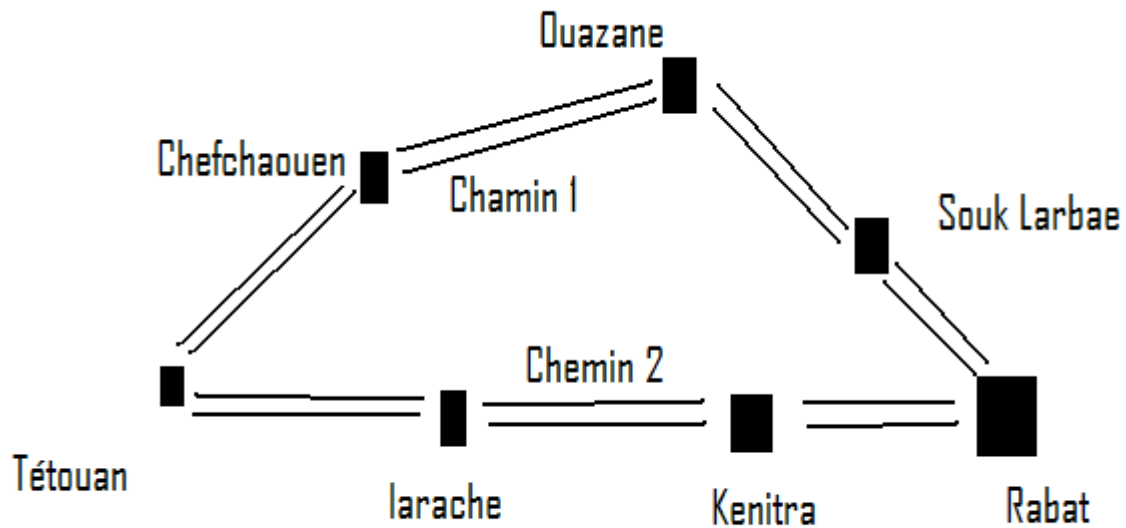 Ouazane
Chefchaouen
Chamin 1
Souk Larbae
Chemin 2
Tétouan
larache
Kenitra
Rabat